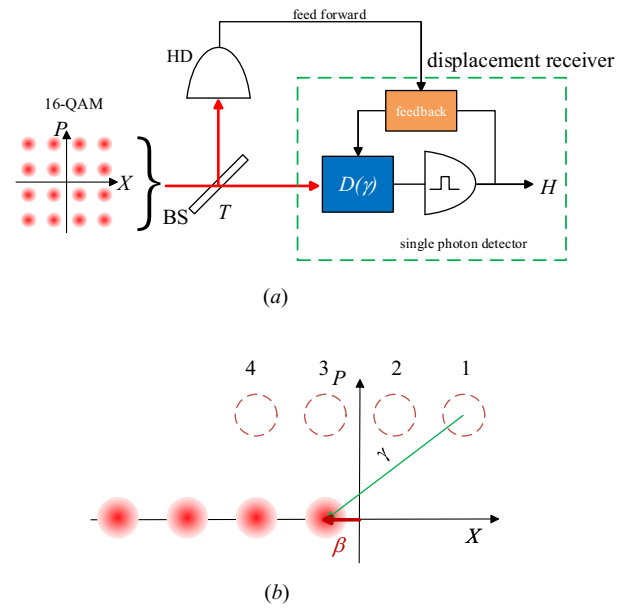 feed forward
HD
displacement receiver
16-QAM
P
feedback
X
D(γ)
H
BS
T
single photon detector
(a)
4 3 2 1
P
γ
X
β
(b)